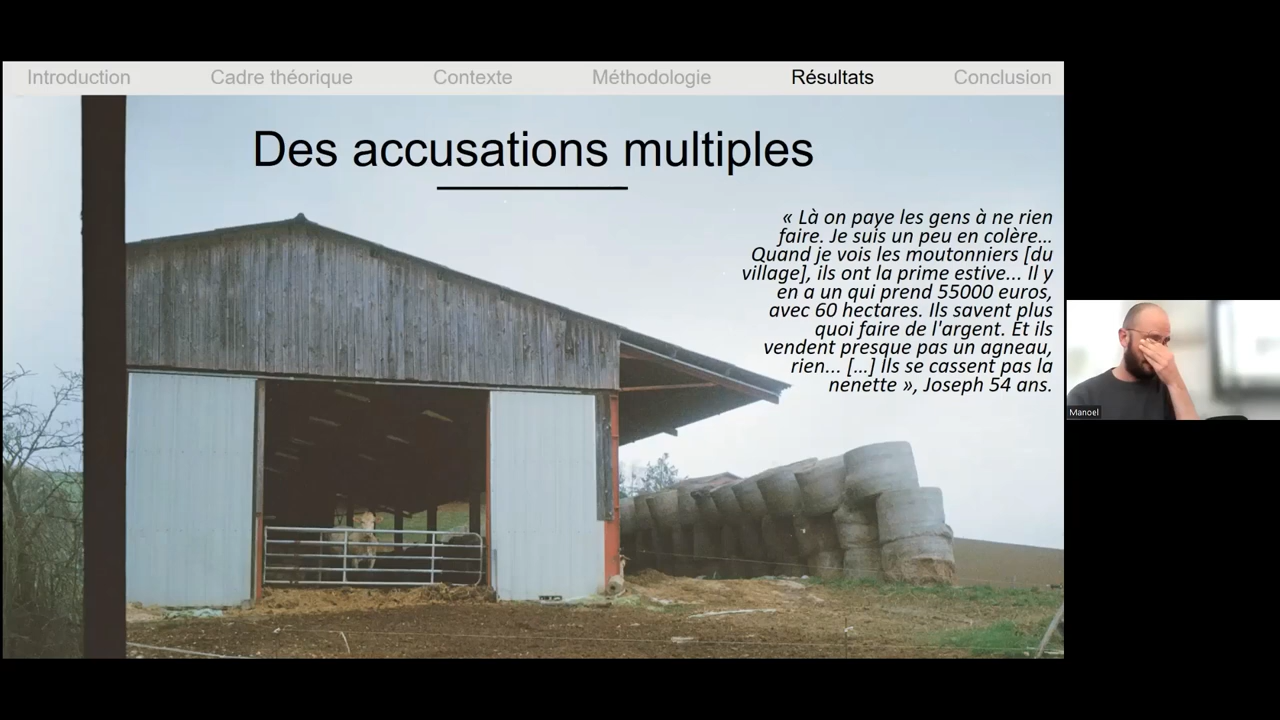 Introduction Cadre théorique Contexte Méthodologie Résultats Conclusion
Des accusations multiples
« Là on paye les gens à ne rien
faire. Je suis un peu en colère...
Quand je vois les moutonniers [du
village], ils ont la prime estive... Il y
en a un qui prend 55000 euros,
avec 60 hectares. Ils savent plus
quoi faire de l'argent. Et ils
vendent presque pas un agneau,
rien... [...] Ils se cassent pas la
nenette », Joseph 54 ans.
Manoel